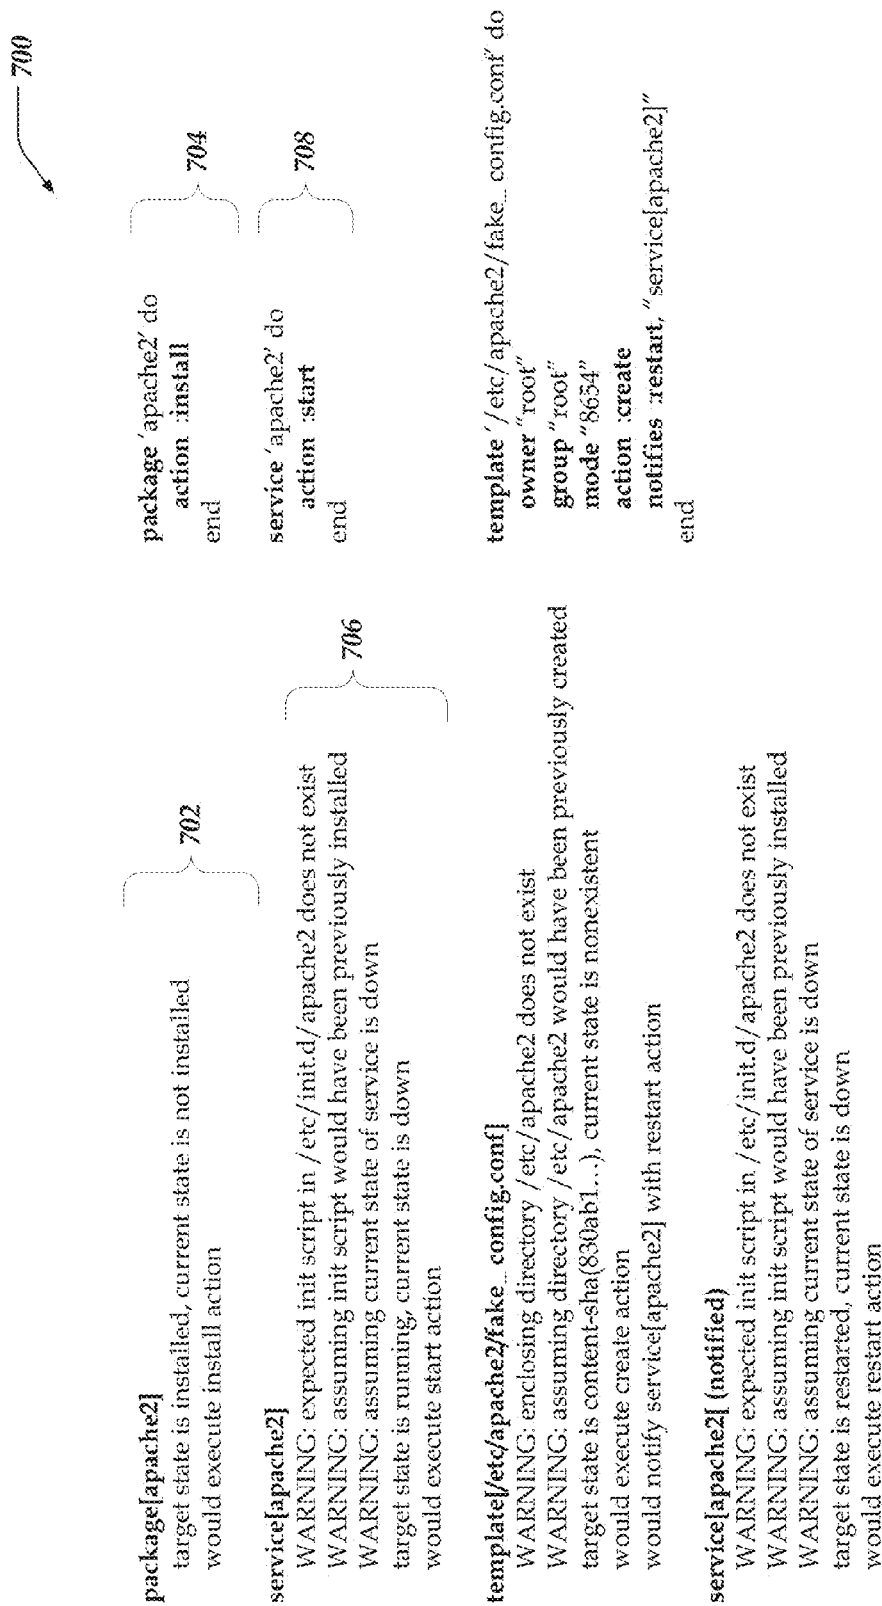 700
package[apache2]
target state is installed, current state is not installed
would execute install action
702
service[apache2]
WARNING: expected init script in /etc/init.d/apache2 does not exist
WARNING: assuming init script would have been previously installed
WARNING: assuming current state of service is down
target state is running, current state is down
would execute start action
706
template[/etc/apache2/fake_config.conf]
WARNING: enclosing directory /etc/apache2 does not exist
WARNING: assuming directory /etc/apache2 would have been previously created
target state is content-sha(830ab1...), current state is nonexistent
would execute create action
would notify service[apache2] with restart action
service[apache2[ (notified)
WARNING: expected init script in /etc/init.d/apache2 does not exist
WARNING: assuming init script would have been previously installed
WARNING: assuming current state of service is down
target state is restarted, current state is down
would execute restart action
package 'apache2' do
action :install
end
704
service 'apache2' do
action :start
end
708
template '/etc/apache2/fake_config.conf' do
owner "root"
group "root"
mode "8654"
action :create
notifies :restart, "service[apache2]"
end